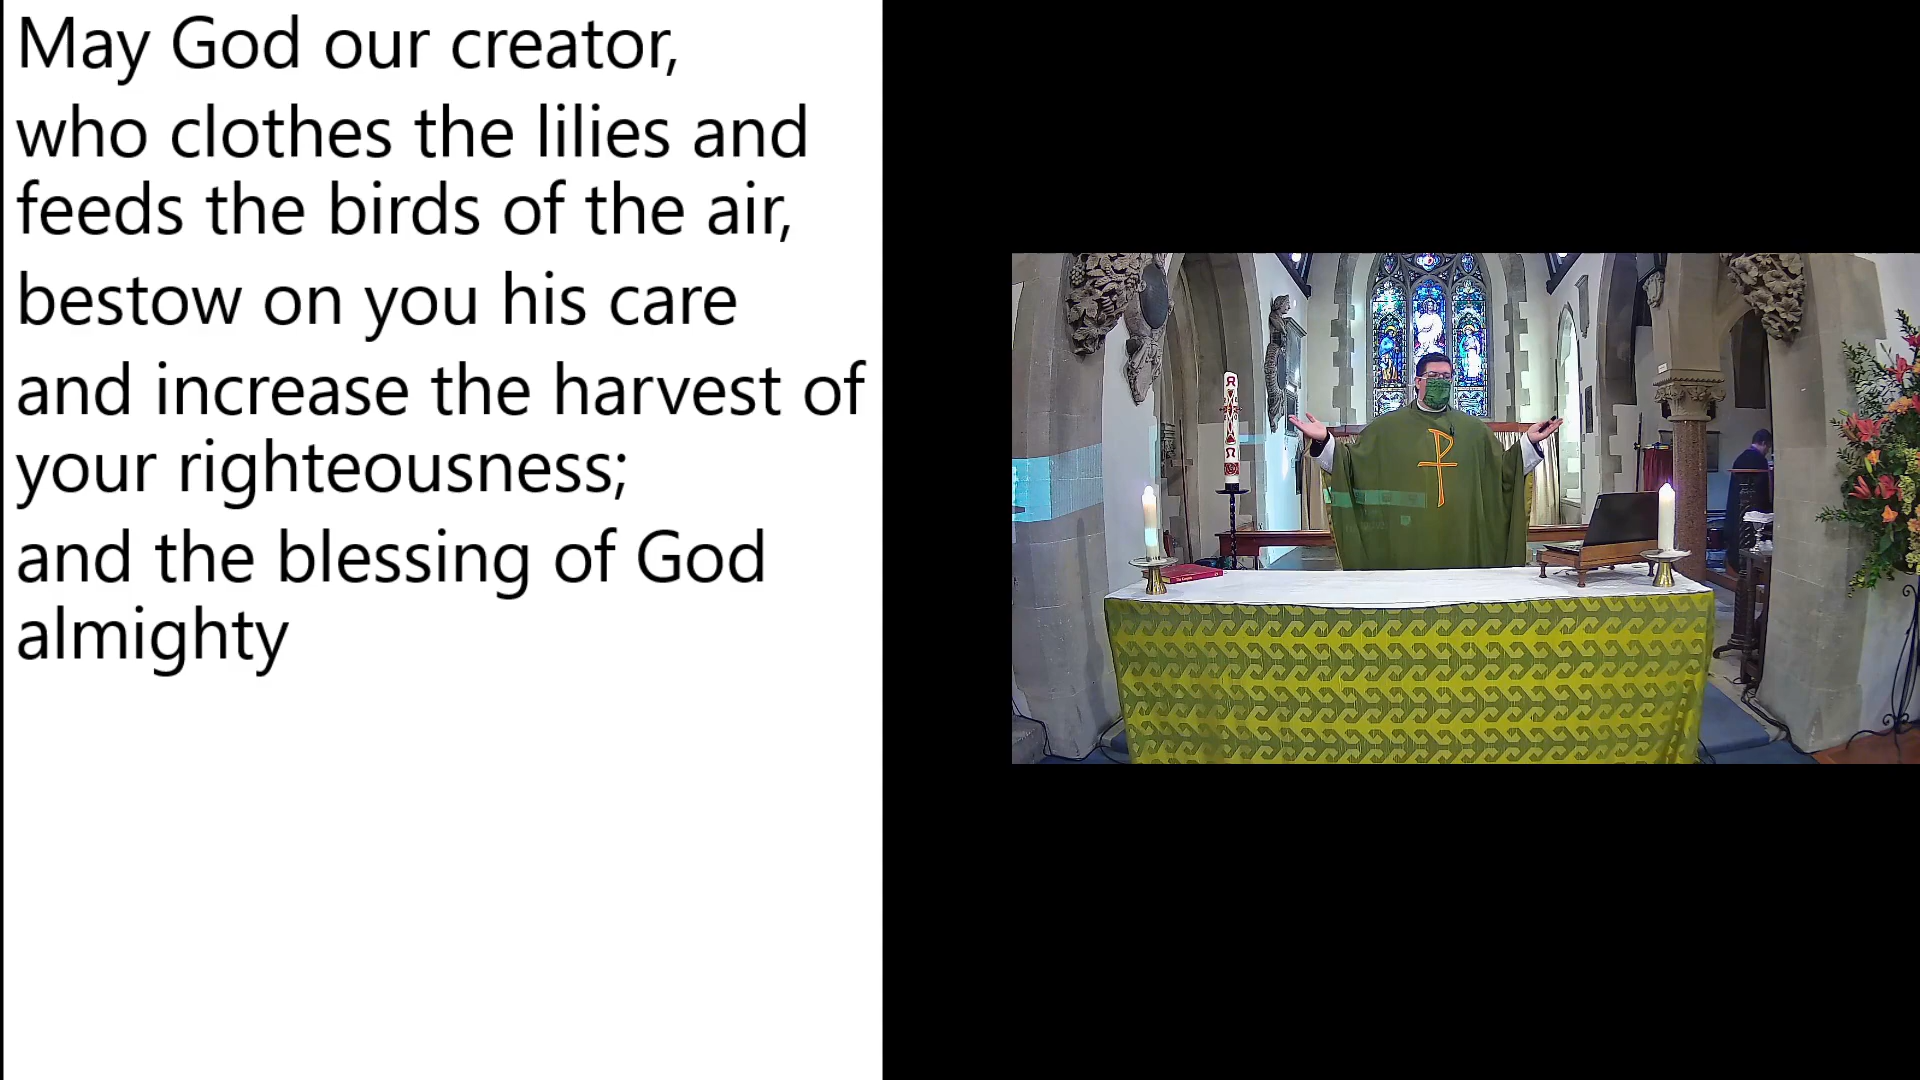 May God our creator,
who clothes the lilies and
feeds the birds of the air,
bestow on you his care
and increase the harvest of
your righteousness;
and the blessing of God
almighty